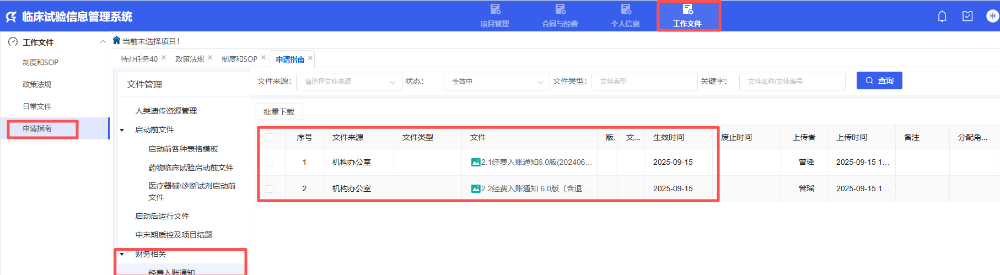 临床试验信息管理系统
项目管理
合同与经费
个人信息
工作文件
申
工作文件
制度和SOP
政策法规
日常文件
申请指南
当前未选择项目!
待办任务40
政策法规
制度和SOP
申请指南
文件管理
人类遗传资源管理
启动前文件
启动前各种表格模板
药物临床试验启动前文件
医疗器械\诊断试剂启动前
文件
启动后运行文件
中末期质控及项目结题
财务相关
经费入账通知
文件来源: 请选择文件来源 状态: 生效中 文件类型: 文件类型 关键字: 文件名称/文件编号 查询
批量下载
序号 文件来源 文件类型 文件 版. 文... 生效时间 废止时间 上传者 上传时间 备注 分配角...
1 机构办公室 2.1经费入账通知6.0版(202406... 2025-09-15 曾瑶 2025-09-15 1...
2 机构办公室 2.2经费入账通知 6.0版（含退... 2025-09-15 曾瑶 2025-09-15 1...